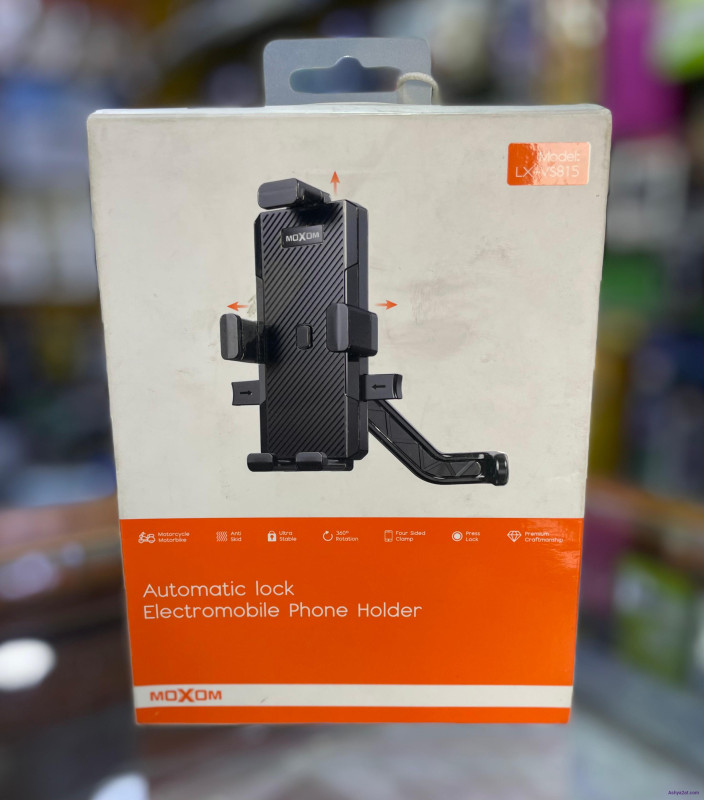 Model:
LX-VS815
MOXOM
Motorcycle
Motorbike
Anti
Skid
Ultra
Stable
360°
Rotation
Four Sided
Clamp
Press
Lock
Premium
Craftmanship
Automatic lock
Electromobile Phone Holder
MOXOM